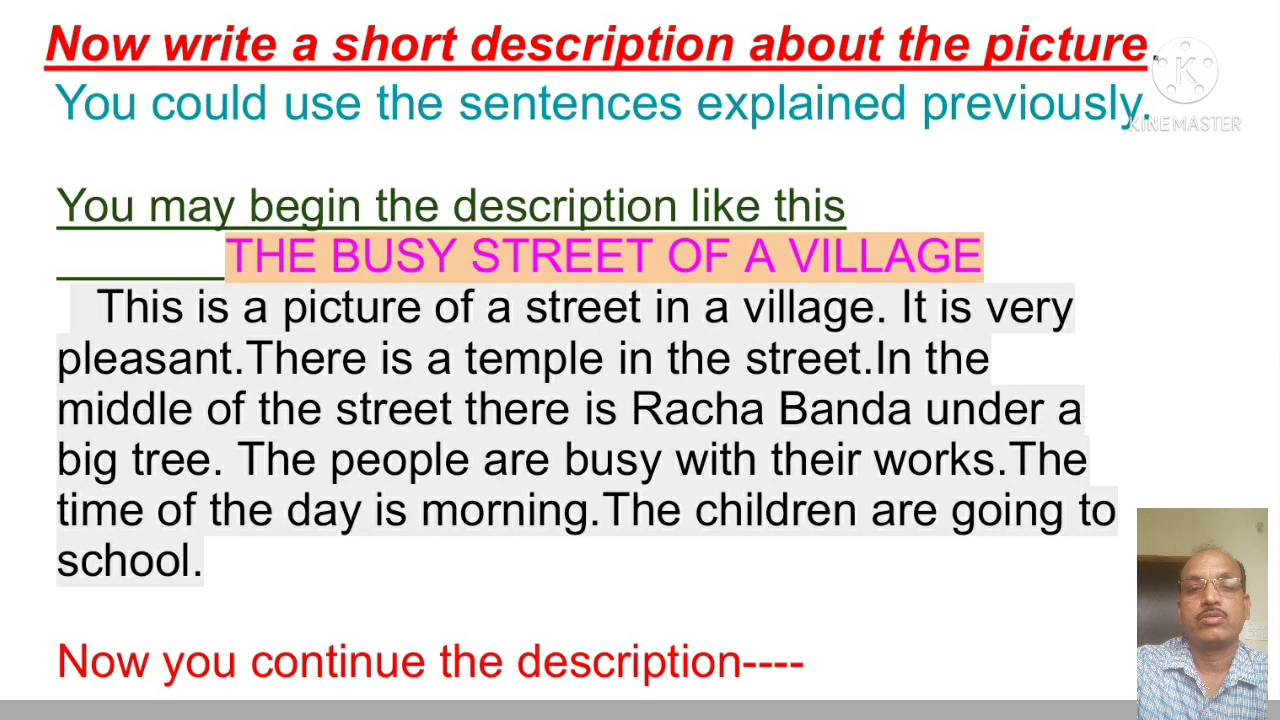 Now write a short description about the picture.
You could use the sentences explained previously.
KINEMASTER
You may begin the description like this
THE BUSY STREET OF A VILLAGE
This is a picture of a street in a village. It is very
pleasant.There is a temple in the street.In the
middle of the street there is Racha Banda under a
big tree. The people are busy with their works.The
time of the day is morning.The children are going to
school.
Now you continue the description----